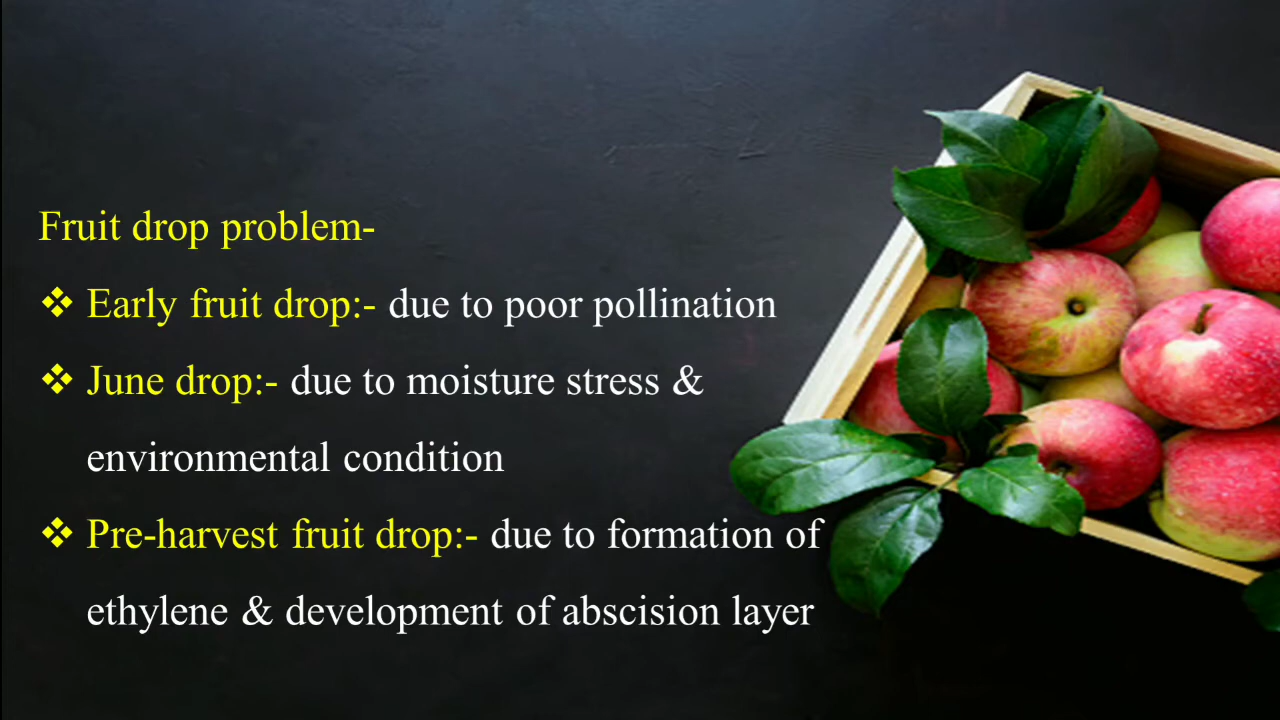 Fruit drop problem-
❖ Early fruit drop:- due to poor pollination
❖ June drop:- due to moisture stress &
environmental condition
❖ Pre-harvest fruit drop:- due to formation of
ethylene & development of abscision layer